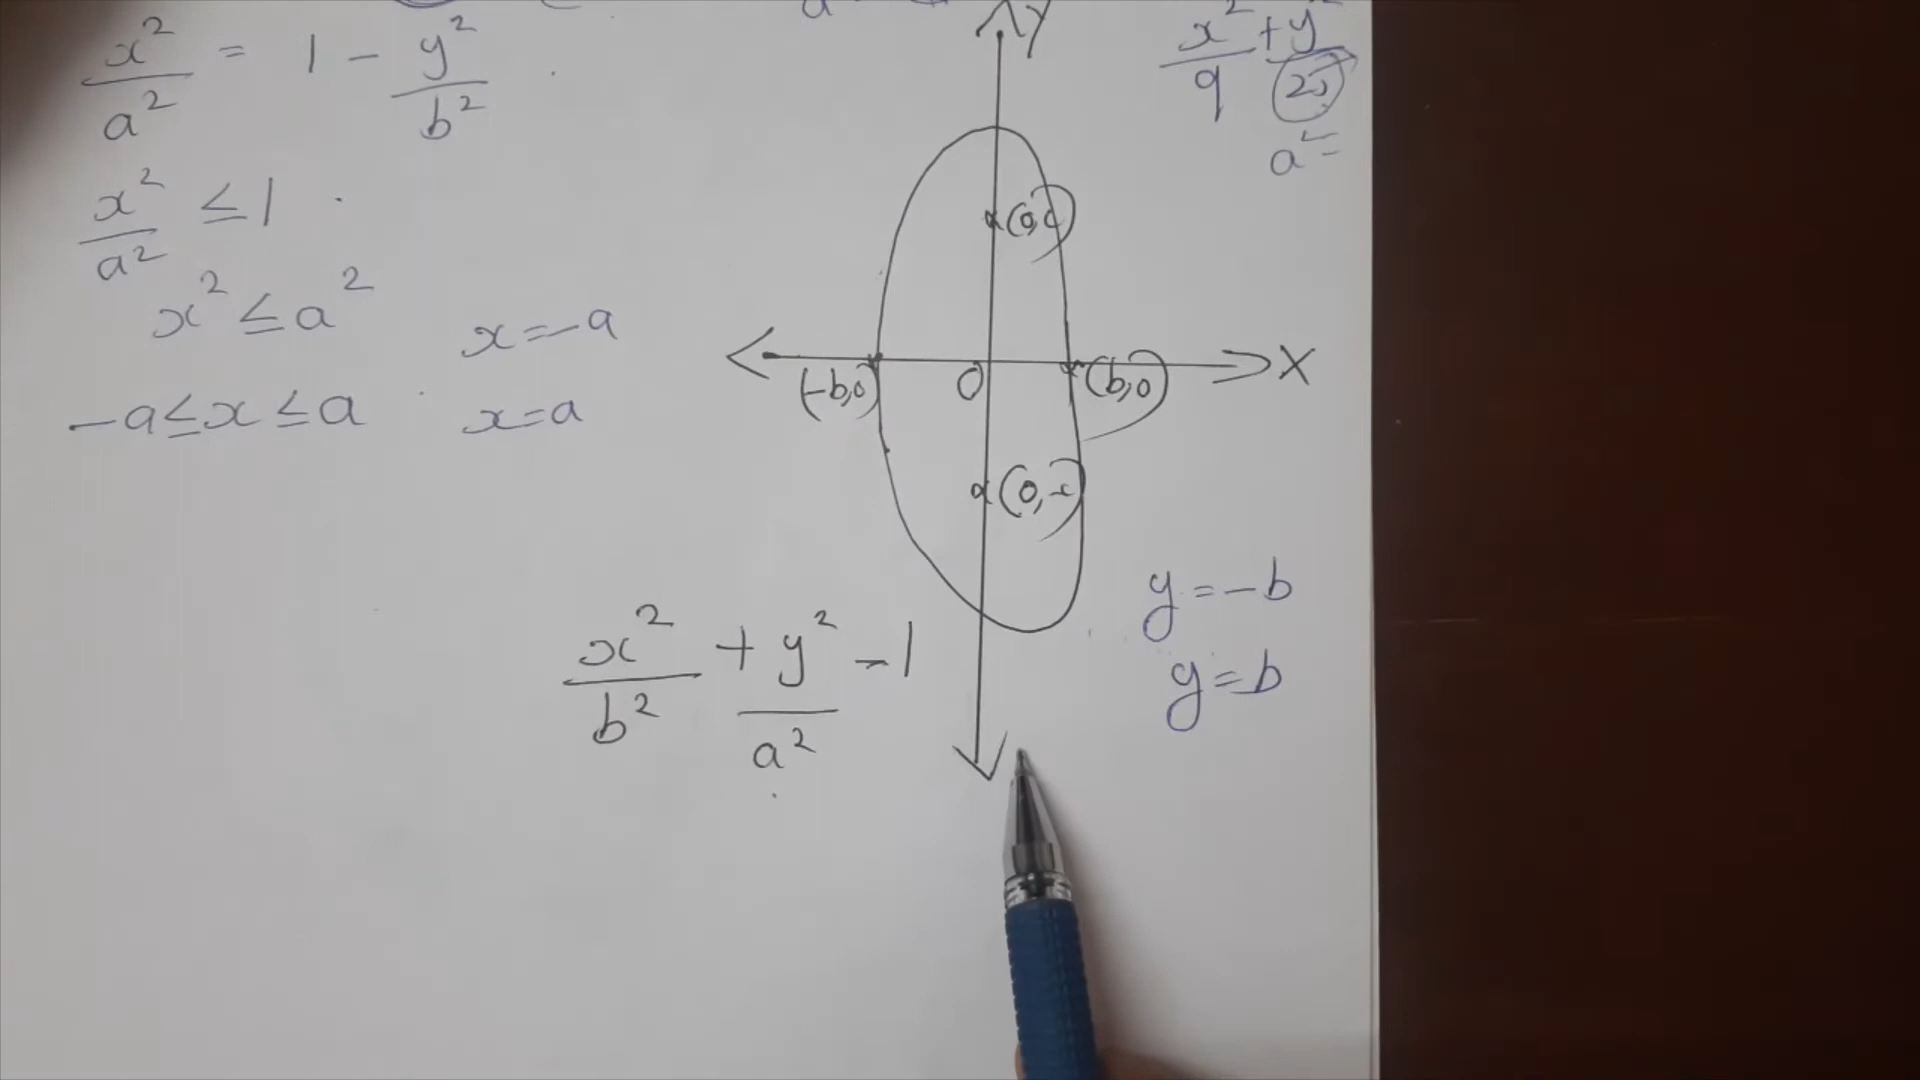 x²/a² = 1 - y²/b²
x²/a² ≤ 1
x² ≤ a²
-a ≤ x ≤ a
x = -a
x = a
Y
x²/9 + y²/25
a² =
(0,c)
(-b,0)
O
(b,0)
X
(0,-c)
x²/b² + y²/a² = 1
y = -b
y = b